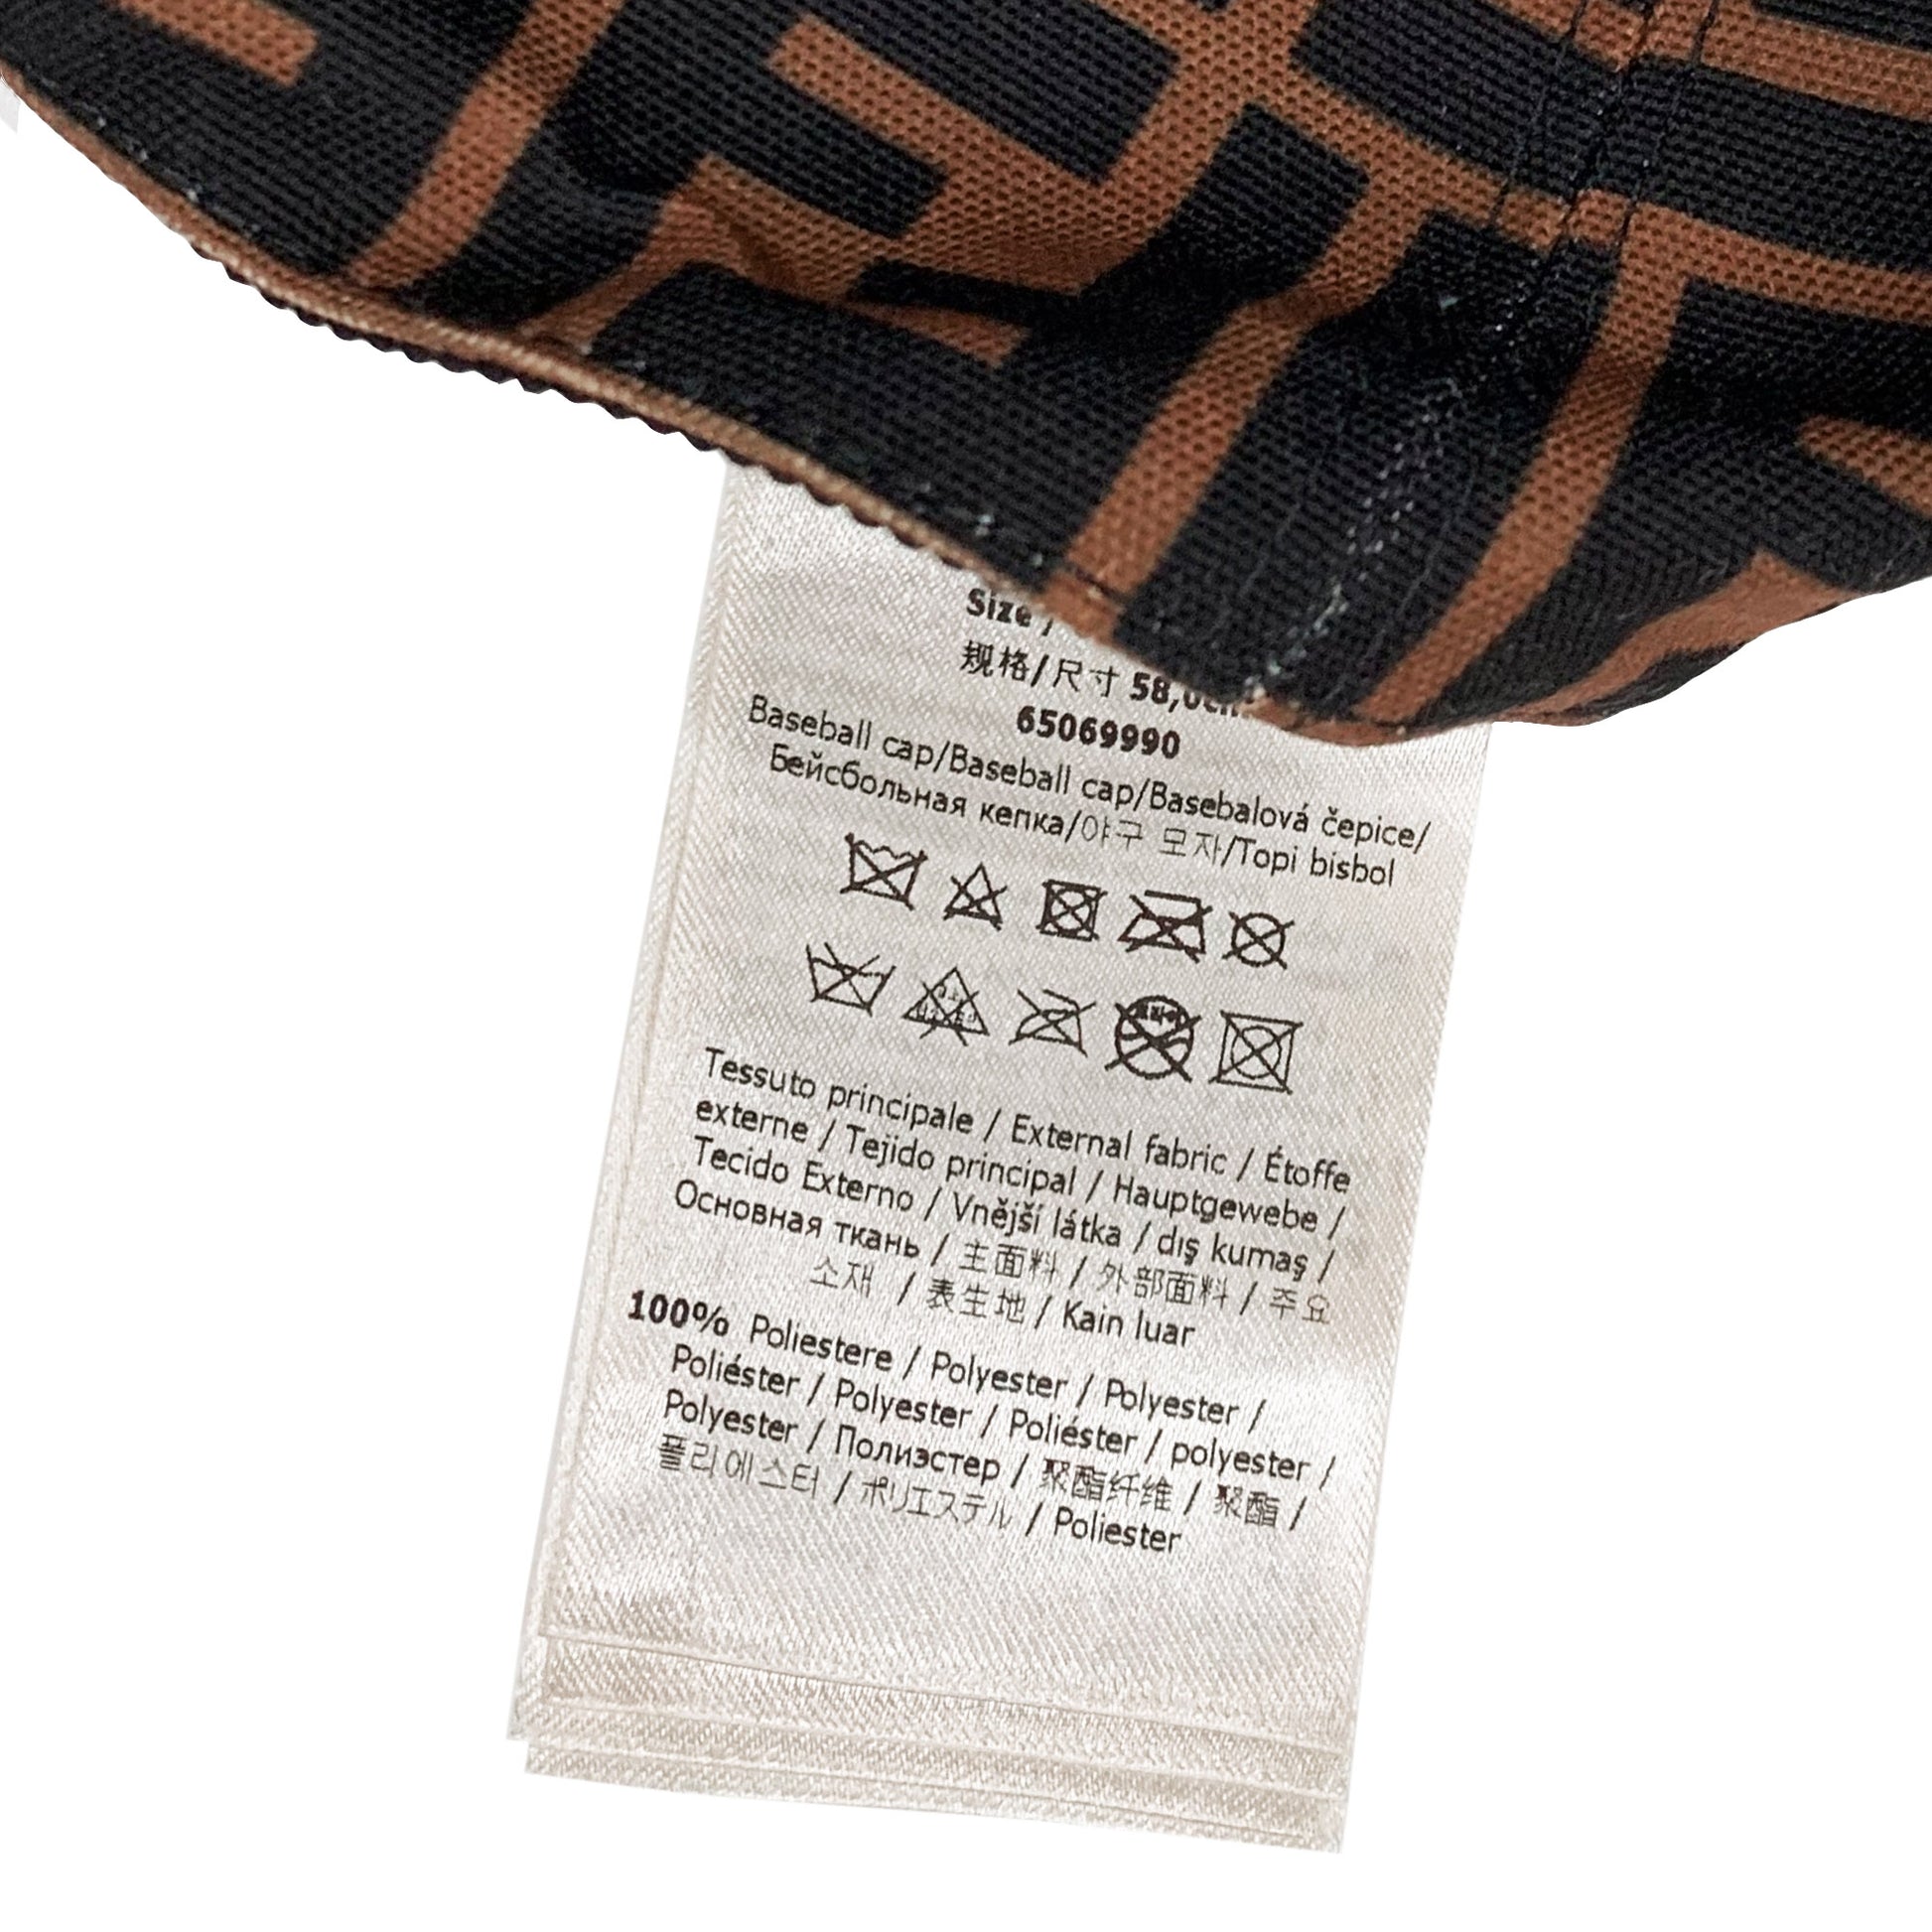 Size /
规格/尺寸 58,0cm
65069990
Baseball cap/Baseball cap/Basebalová čepice/
Бейсбольная кепка/야구 모자/Topi bisbol
Tessuto principale / External fabric / Étoffe
externe / Tejido principal / Hauptgewebe /
Tecido Externo / Vnější látka / dış kumaş /
Основная ткань / 主面料 / 外部面料 / 주요
소재 / 表生地 / Kain luar
100% Poliestere / Polyester / Polyester /
Poliéster / Polyester / Poliéster / polyester /
Polyester / Полиэстер / 聚酯纤维 / 聚酯 /
폴리에스터 / ポリエステル / Poliester